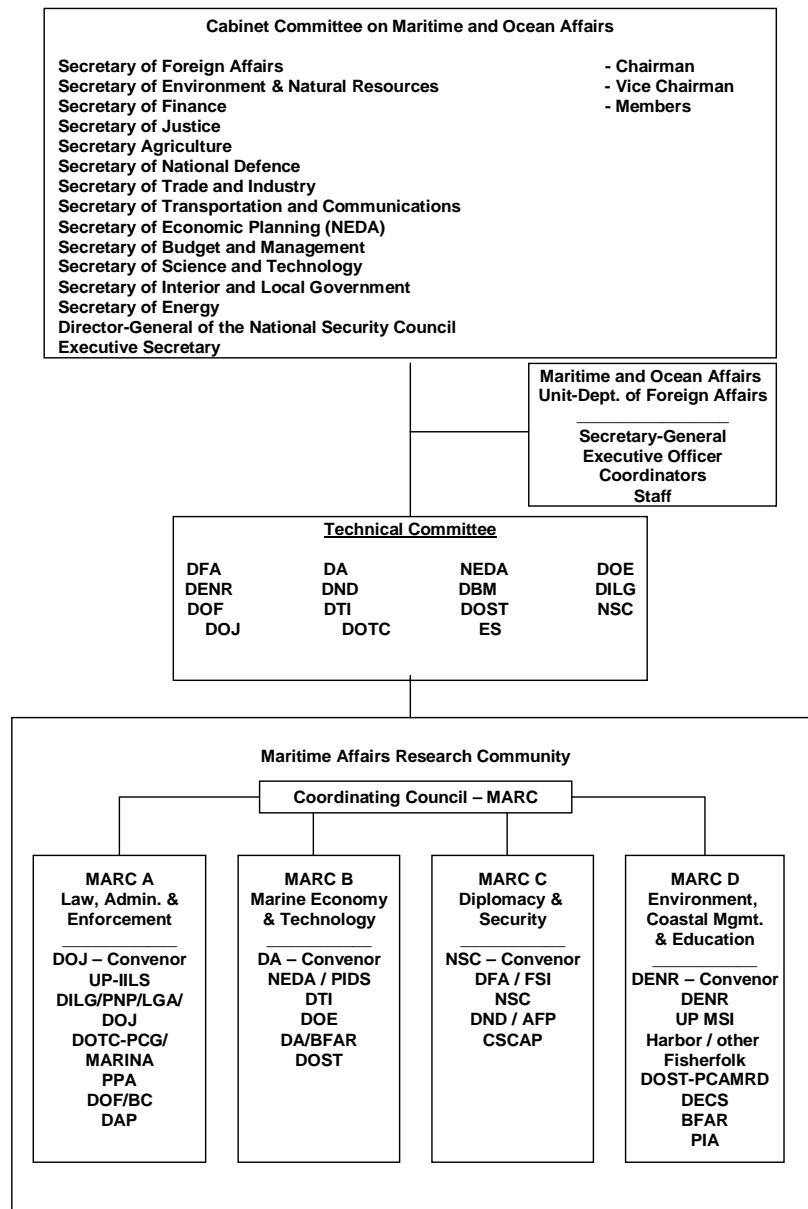 Cabinet Committee on Maritime and Ocean Affairs
Secretary of Foreign Affairs - Chairman
Secretary of Environment & Natural Resources - Vice Chairman
Secretary of Finance - Members
Secretary of Justice
Secretary Agriculture
Secretary of National Defence
Secretary of Trade and Industry
Secretary of Transportation and Communications
Secretary of Economic Planning (NEDA)
Secretary of Budget and Management
Secretary of Science and Technology
Secretary of Interior and Local Government
Secretary of Energy
Director-General of the National Security Council
Executive Secretary
Maritime and Ocean Affairs
Unit-Dept. of Foreign Affairs
Secretary-General
Executive Officer
Coordinators
Staff
Technical Committee
DFA DA NEDA DOE
DENR DND DBM DILG
DOF DTI DOST NSC
DOJ DOTC ES
Maritime Affairs Research Community
Coordinating Council – MARC
MARC A
Law, Admin. &
Enforcement
DOJ – Convenor
UP-IILS
DILG/PNP/LGA/
DOJ
DOTC-PCG/
MARINA
PPA
DOF/BC
DAP
MARC B
Marine Economy
& Technology
DA – Convenor
NEDA / PIDS
DTI
DOE
DA/BFAR
DOST
MARC C
Diplomacy &
Security
NSC – Convenor
DFA / FSI
NSC
DND / AFP
CSCAP
MARC D
Environment,
Coastal Mgmt.
& Education
DENR – Convenor
DENR
UP MSI
Harbor / other
Fisherfolk
DOST-PCAMRD
DECS
BFAR
PIA